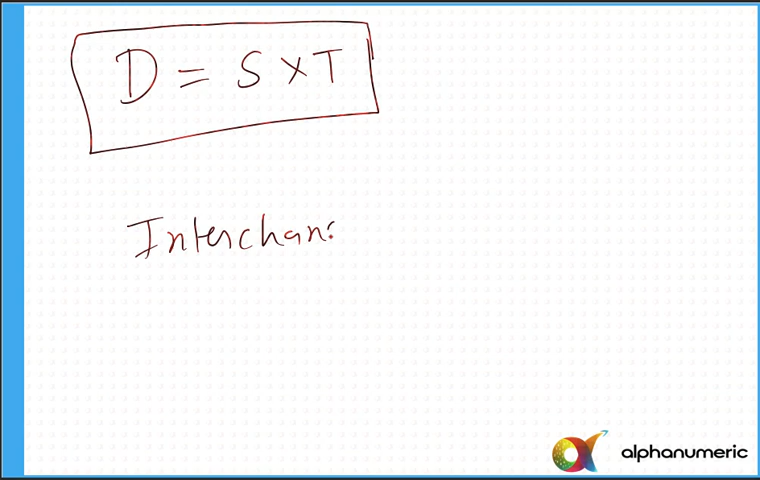 D = S × T
Interchan
alphanumeric